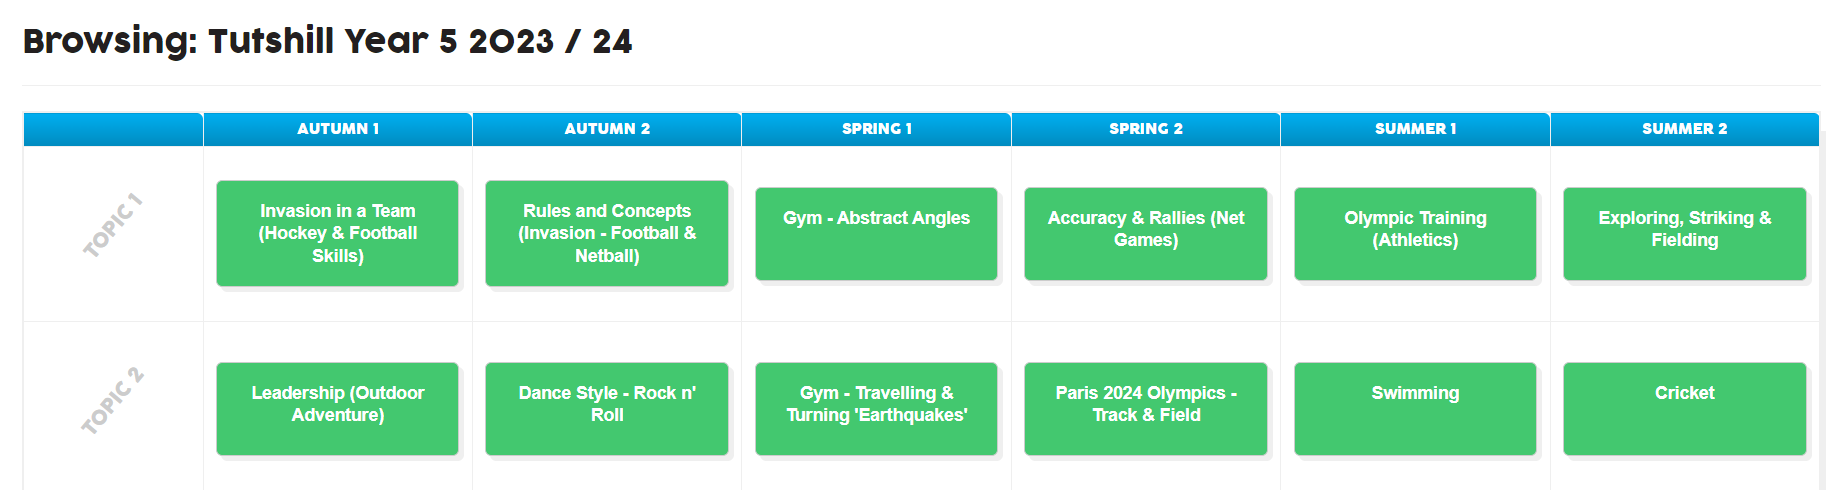 Browsing: Tutshill Year 5 2023 / 24
AUTUMN 1
AUTUMN 2
SPRING 1
SPRING 2
SUMMER 1
SUMMER 2
TOPIC 1
Invasion in a Team
(Hockey & Football
Skills)
Rules and Concepts
(Invasion - Football &
Netball)
Gym - Abstract Angles
Accuracy & Rallies (Net
Games)
Olympic Training
(Athletics)
Exploring, Striking &
Fielding
TOPIC 2
Leadership (Outdoor
Adventure)
Dance Style - Rock n'
Roll
Gym - Travelling &
Turning 'Earthquakes'
Paris 2024 Olympics -
Track & Field
Swimming
Cricket